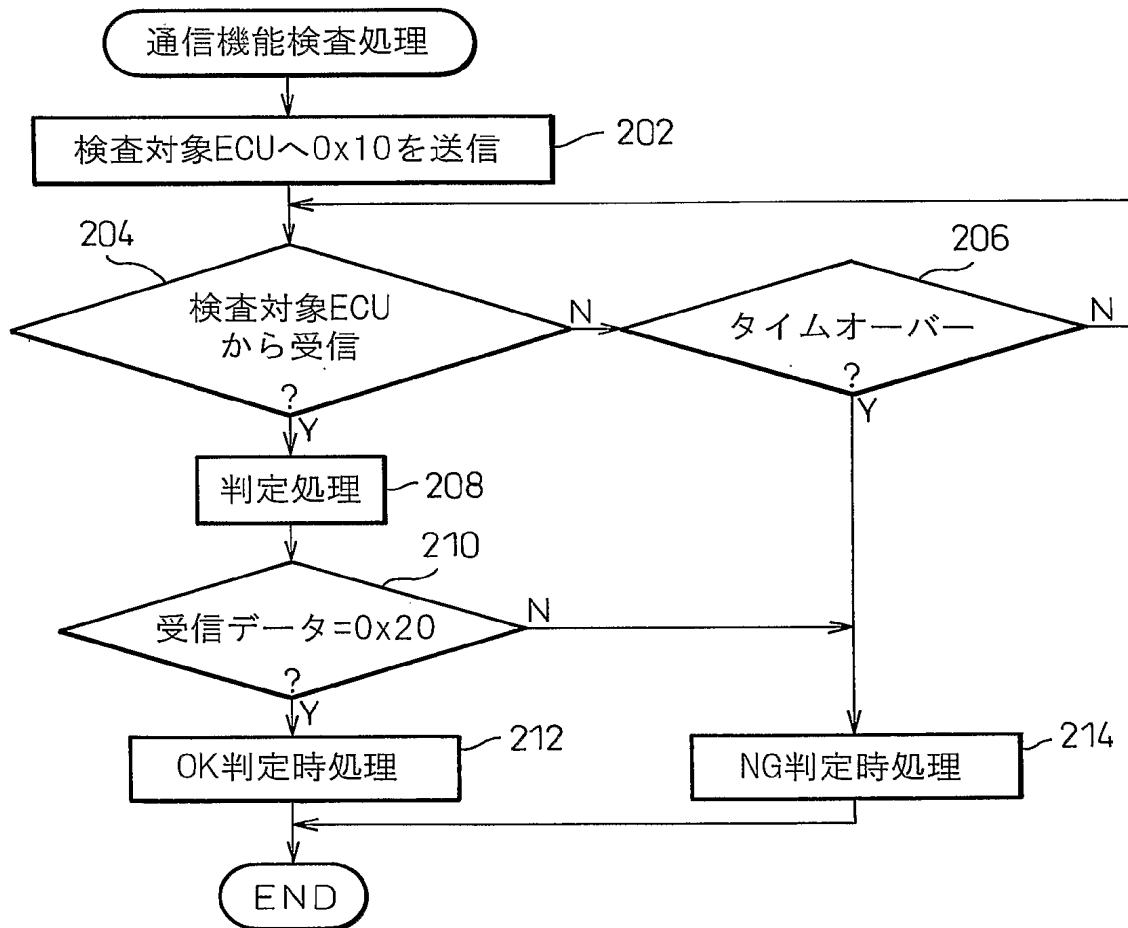 通信機能検査処理
検査対象ECUへ0x10を送信
202
204
検査対象ECU
から受信
?
N
Y
206
タイムオーバー
?
N
Y
判定処理
208
210
受信データ=0x20
?
N
Y
OK判定時処理
212
NG判定時処理
214
END